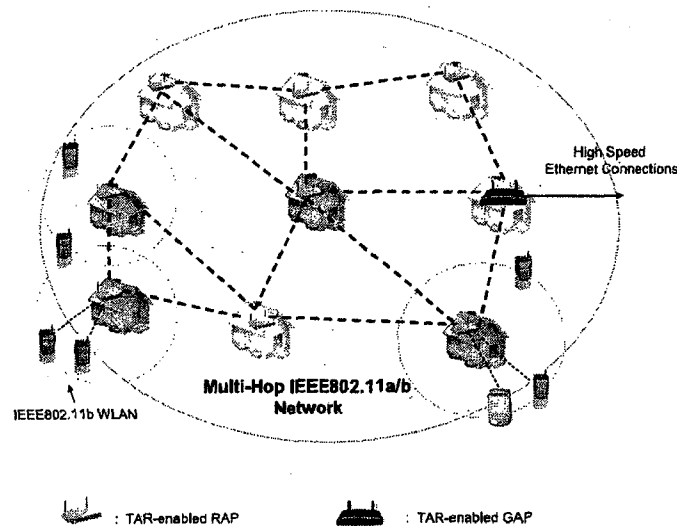 High Speed
Ethernet Connections
Multi-Hop IEEE802.11a/b
Network
IEEE802.11b WLAN
: TAR-enabled RAP
: TAR-enabled GAP